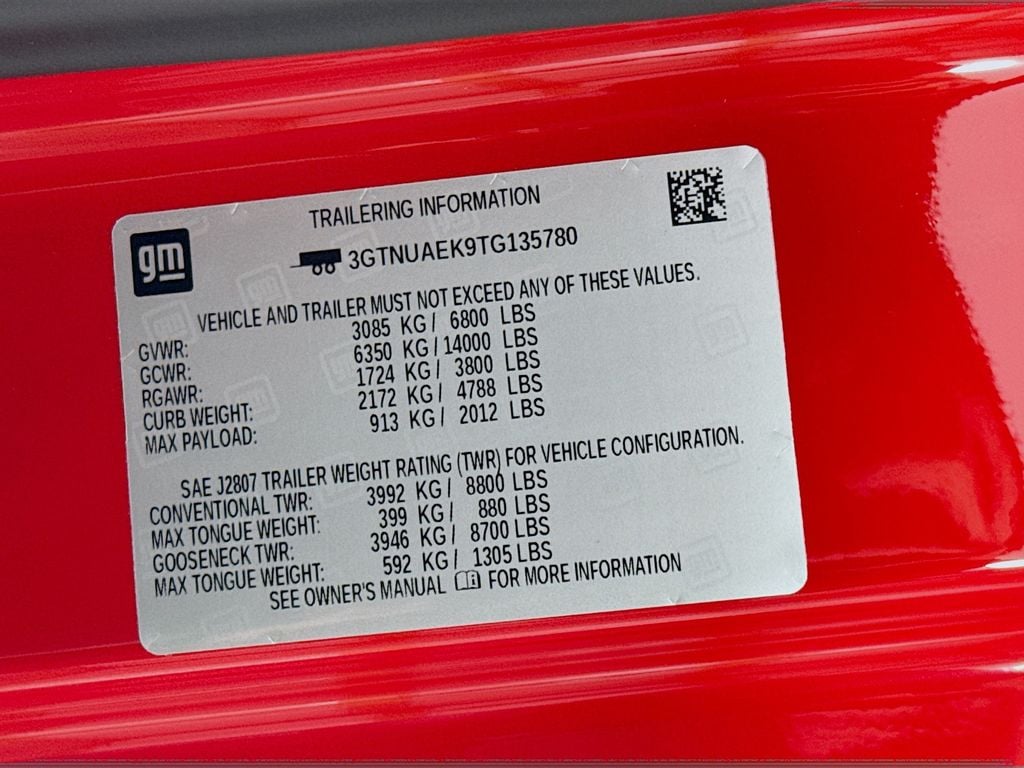 TRAILERING INFORMATION
gm
3GTNUAEK9TG135780
VEHICLE AND TRAILER MUST NOT EXCEED ANY OF THESE VALUES.
GVWR: 3085 KG/ 6800 LBS
GCWR: 6350 KG/ 14000 LBS
RGAWR: 1724 KG/ 3800 LBS
CURB WEIGHT: 2172 KG/ 4788 LBS
MAX PAYLOAD: 913 KG/ 2012 LBS
SAE J2807 TRAILER WEIGHT RATING (TWR) FOR VEHICLE CONFIGURATION.
CONVENTIONAL TWR: 3992 KG/ 8800 LBS
MAX TONGUE WEIGHT: 399 KG/ 880 LBS
GOOSENECK TWR: 3946 KG/ 8700 LBS
MAX TONGUE WEIGHT: 592 KG/ 1305 LBS
SEE OWNER'S MANUAL FOR MORE INFORMATION